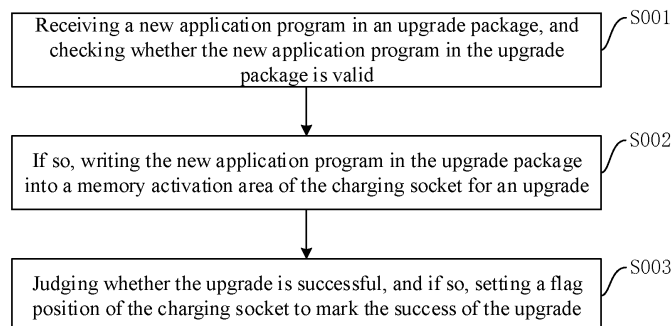 Receiving a new application program in an upgrade package, and
checking whether the new application program in the upgrade
package is valid
S001
If so, writing the new application program in the upgrade package
into a memory activation area of the charging socket for an upgrade
S002
Judging whether the upgrade is successful, and if so, setting a flag
position of the charging socket to mark the success of the upgrade
S003